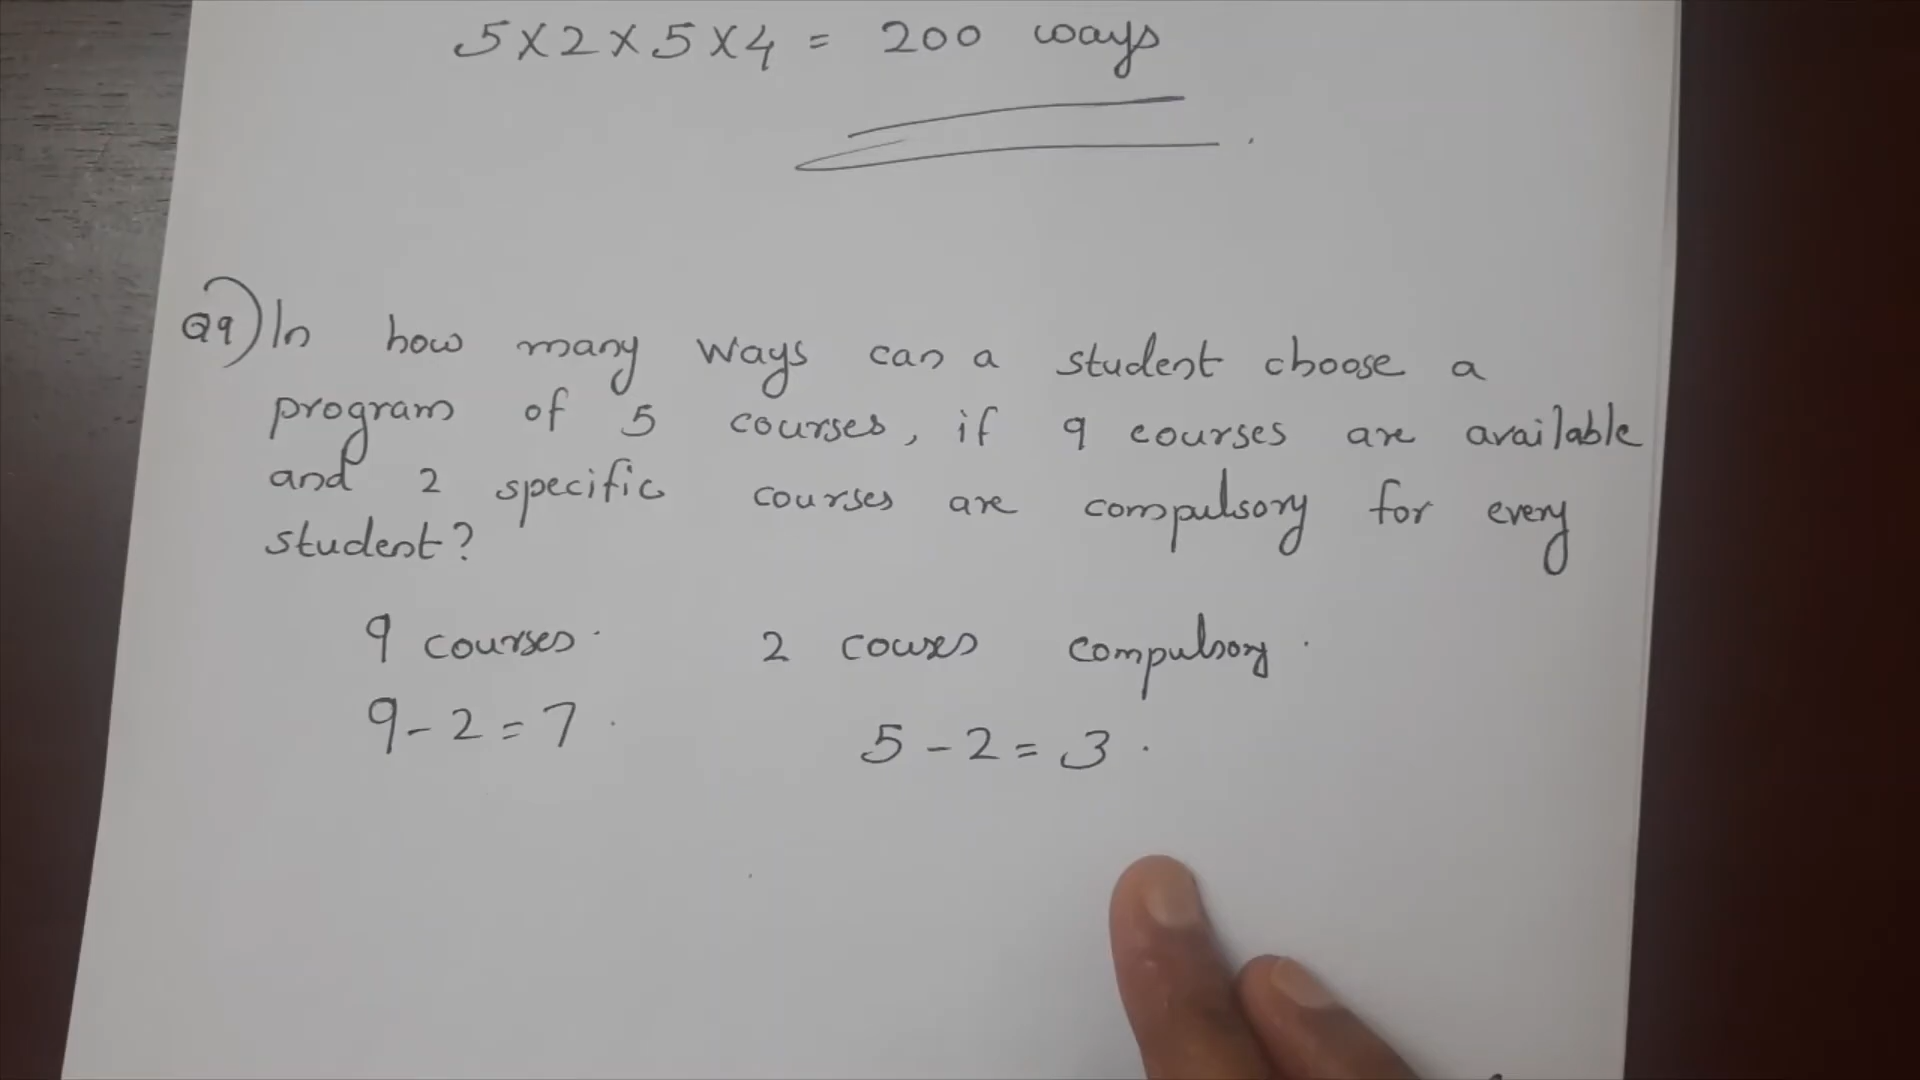 5 X 2 X 5 X 4 = 200 ways
Q9) In how many ways can a student choose a
program of 5 courses, if 9 courses are available
and 2 specific courses are compulsory for every
student?
9 courses. 2 courses compulsory.
9 - 2 = 7. 5 - 2 = 3.